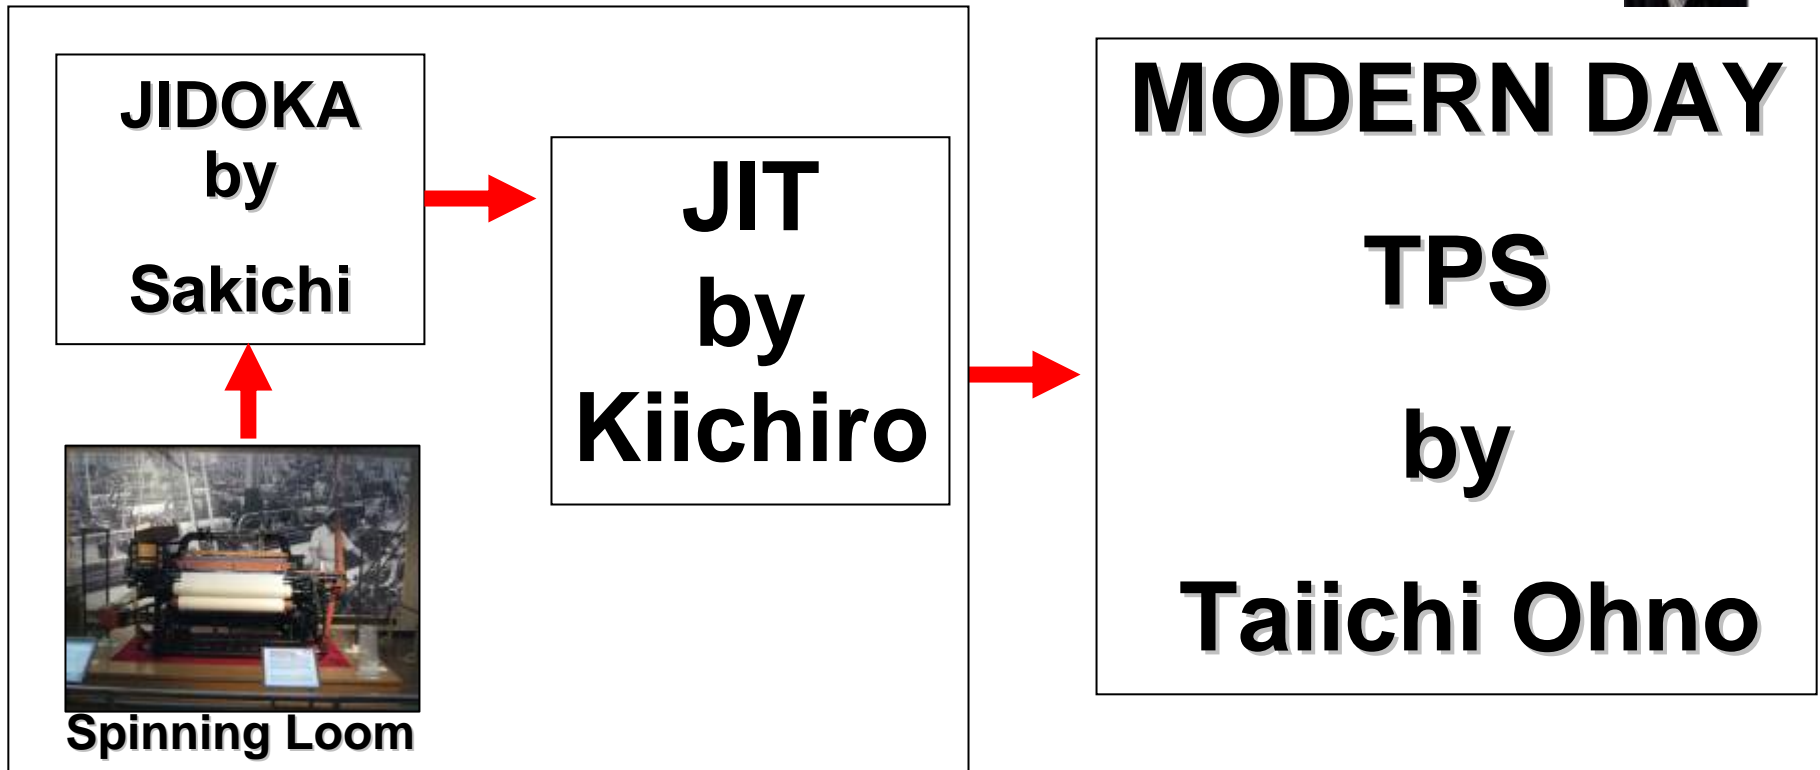 JIDOKA
by
Sakichi
Spinning Loom
JIT
by
Kiichiro
MODERN DAY
TPS
by
Taiichi Ohno